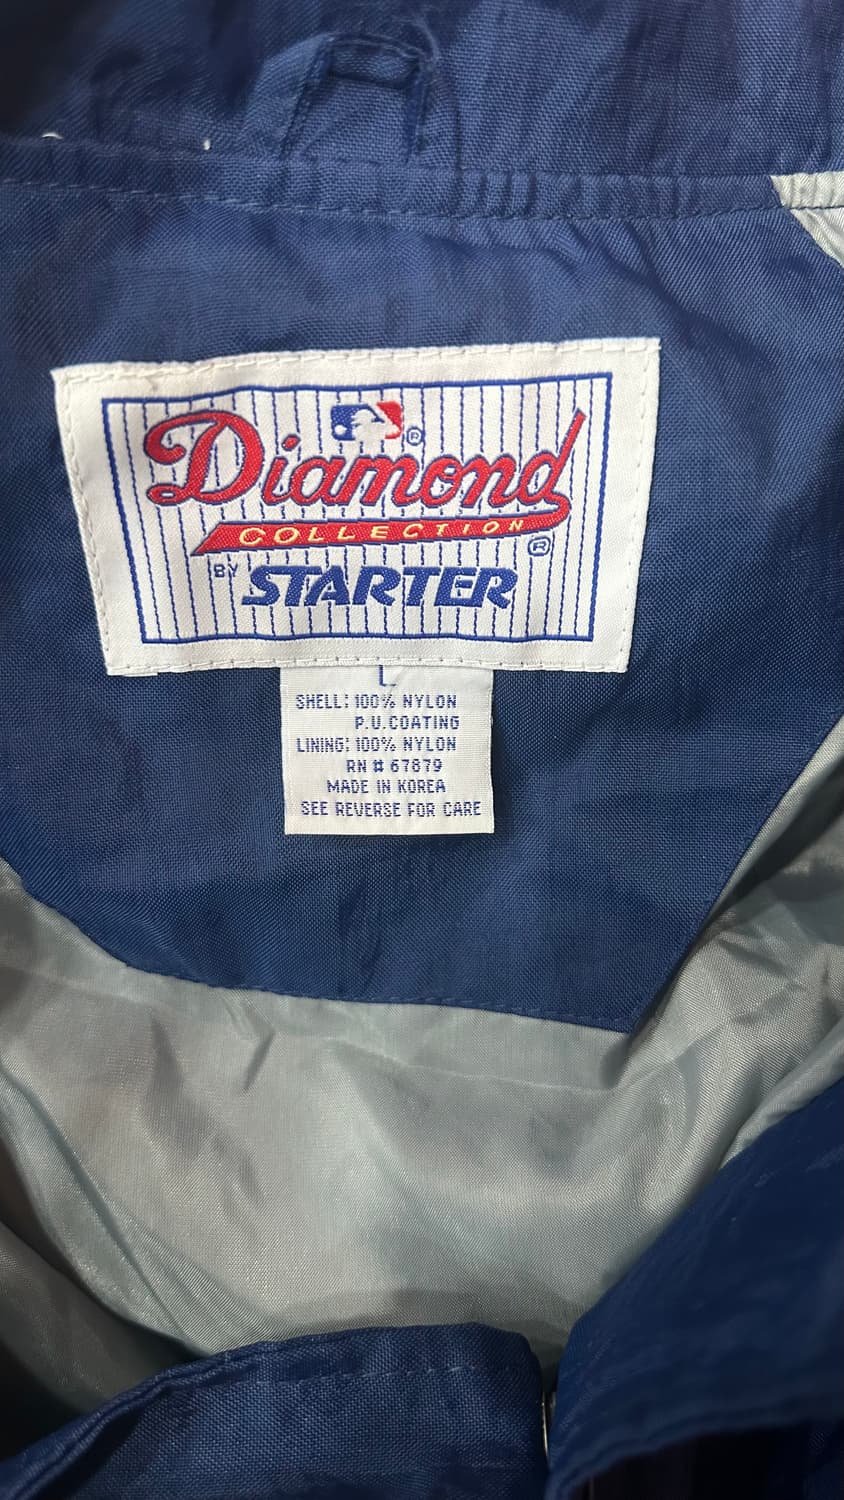 Diamond ®
COLLECTION ®
BY STARTER
L
SHELL: 100% NYLON
P.U.COATING
LINING: 100% NYLON
RN # 67879
MADE IN KOREA
SEE REVERSE FOR CARE